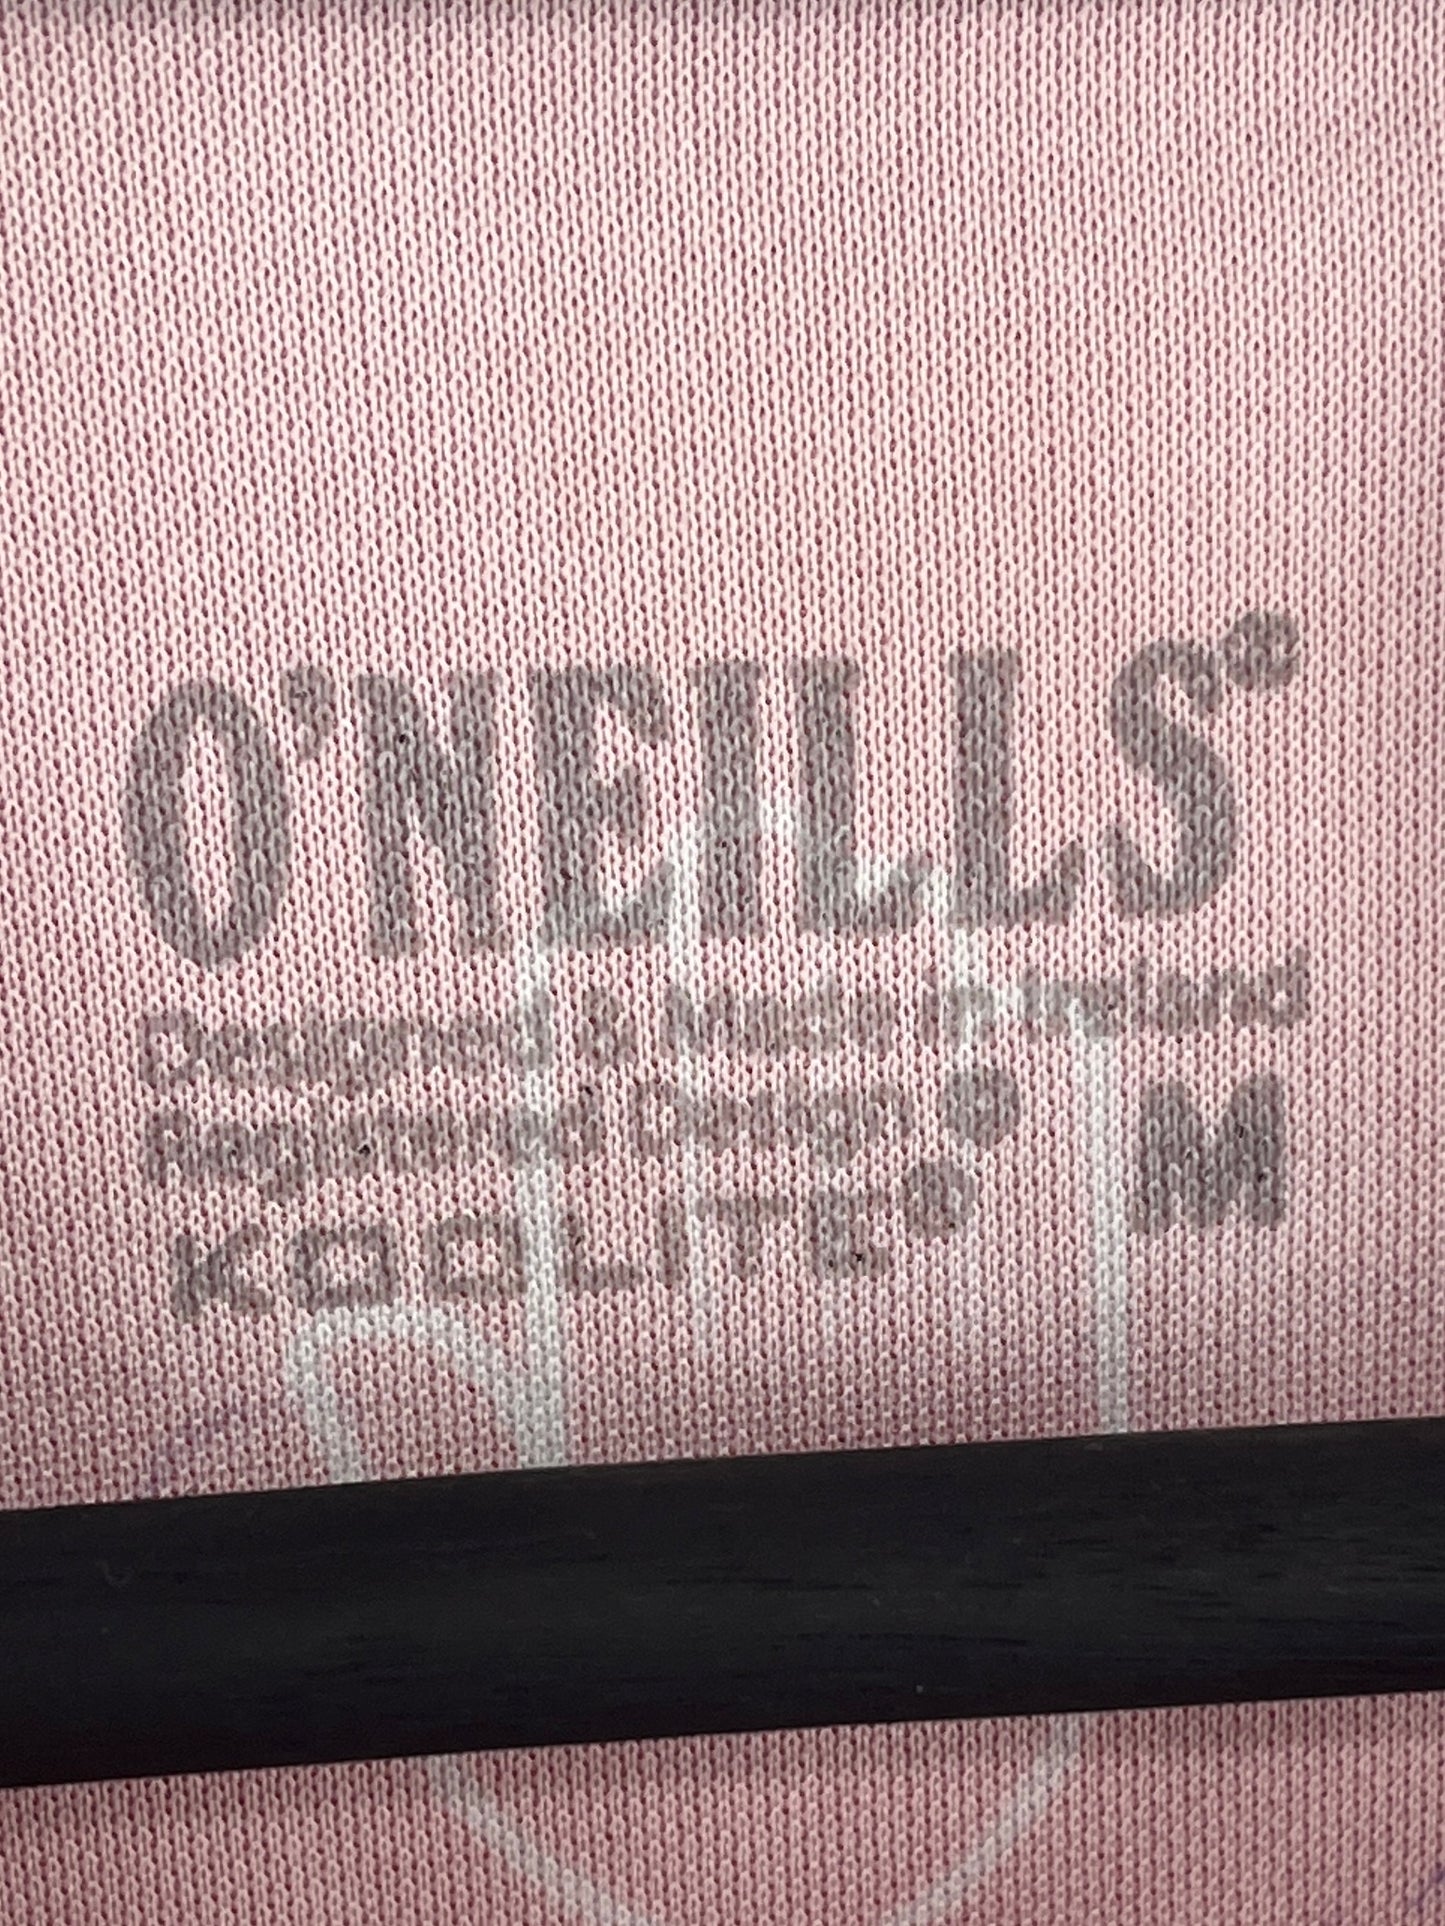 O'NEILLS®
Designed & Made in Ireland
Registered Design
M
KOOLITE®